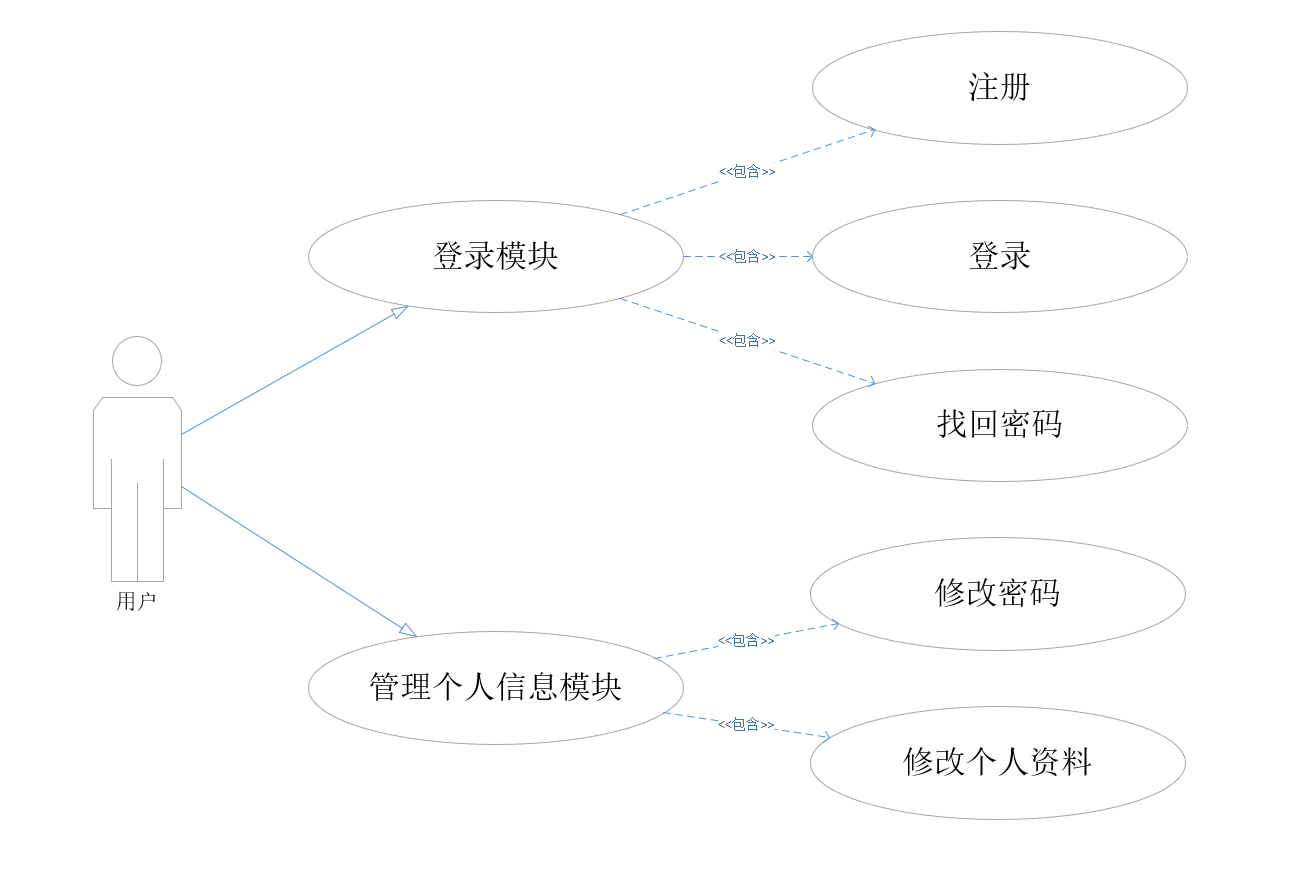 注册
<<包含>>
登录模块
<<包含>>
登录
<<包含>>
找回密码
用户
修改密码
<<包含>>
管理个人信息模块
<<包含>>
修改个人资料